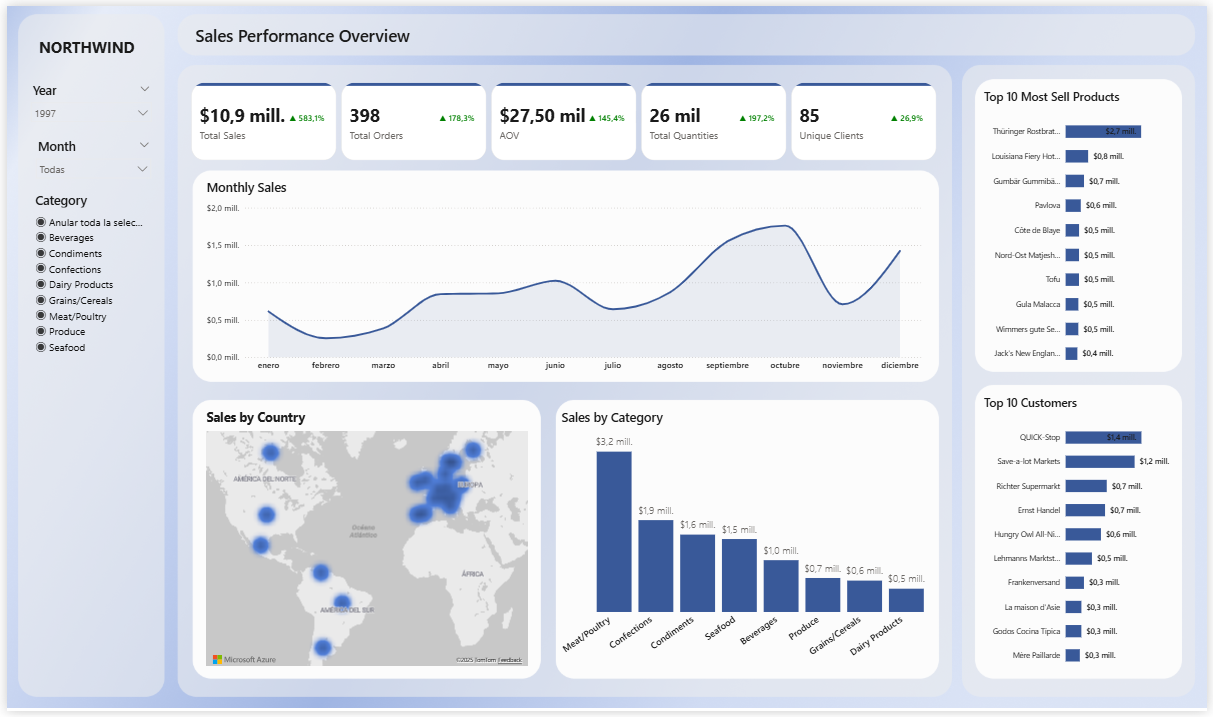 NORTHWIND
Year
1997
Month
Todas
Category
Anular toda la selec...
Beverages
Condiments
Confections
Dairy Products
Grains/Cereals
Meat/Poultry
Produce
Seafood
Sales Performance Overview
$10,9 mill. ▲ 583,1%
Total Sales
398 ▲ 178,3%
Total Orders
$27,50 mil ▲ 145,4%
AOV
26 mil ▲ 197,2%
Total Quantities
85 ▲ 26,9%
Unique Clients
Monthly Sales
$2,0 mill.
$1,5 mill.
$1,0 mill.
$0,5 mill.
$0,0 mill.
enero febrero marzo abril mayo junio julio agosto septiembre octubre noviembre diciembre
Sales by Country
AMÉRICA DEL NORTE
EUROPA
Océano
Atlántico
ÁFRICA
AMÉRICA DEL SUR
Microsoft Azure
©2025 TomTom Feedback
Sales by Category
$3,2 mill.
$1,9 mill.
$1,6 mill.
$1,5 mill.
$1,0 mill.
$0,7 mill.
$0,6 mill.
$0,5 mill.
Meat/Poultry
Confections
Condiments
Seafood
Beverages
Produce
Grains/Cereals
Dairy Products
Top 10 Most Sell Products
Thüringer Rostbrat... $2,7 mill.
Louisiana Fiery Hot... $0,8 mill.
Gumbär Gummibä... $0,7 mill.
Pavlova $0,6 mill.
Côte de Blaye $0,5 mill.
Nord-Ost Matjesh... $0,5 mill.
Tofu $0,5 mill.
Gula Malacca $0,5 mill.
Wimmers gute Se... $0,5 mill.
Jack's New Englan... $0,4 mill.
Top 10 Customers
QUICK-Stop $1,4 mill.
Save-a-lot Markets $1,2 mill.
Richter Supermarkt $0,7 mill.
Ernst Handel $0,7 mill.
Hungry Owl All-Ni... $0,6 mill.
Lehmanns Marktst... $0,5 mill.
Frankenversand $0,3 mill.
La maison d'Asie $0,3 mill.
Godos Cocina Típica $0,3 mill.
Mère Paillarde $0,3 mill.